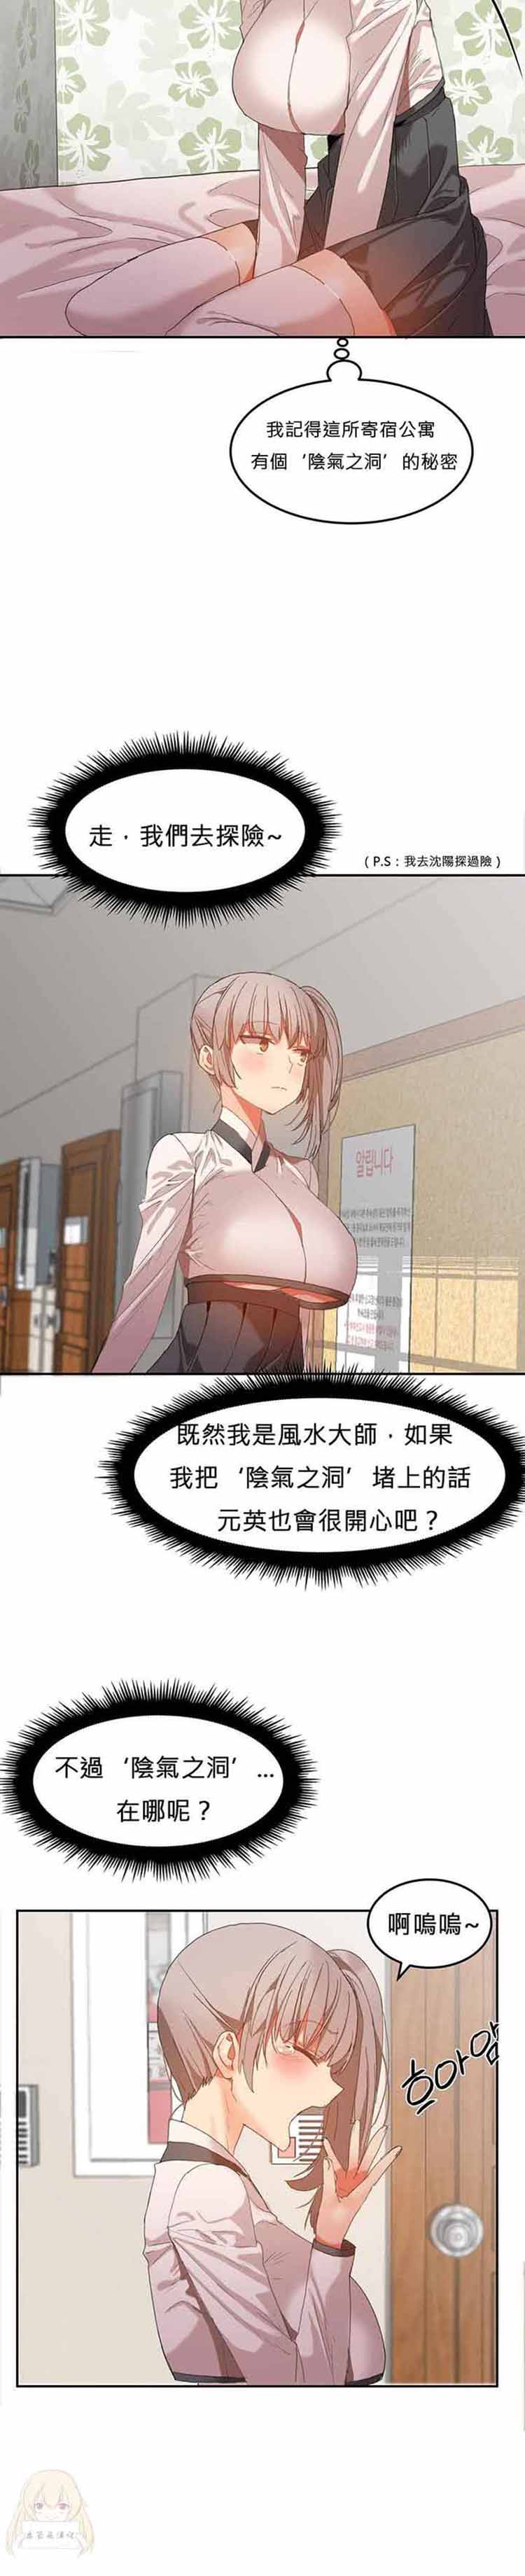 我記得這所寄宿公寓
有個‘陰氣之洞’的秘密
走，我們去探險~
（P.S：我去沈陽探過險）
알립니다
既然我是風水大師，如果
我把‘陰氣之洞’堵上的話
元英也會很開心吧？
不過‘陰氣之洞’...
在哪呢？
啊嗚嗚~
흐아암